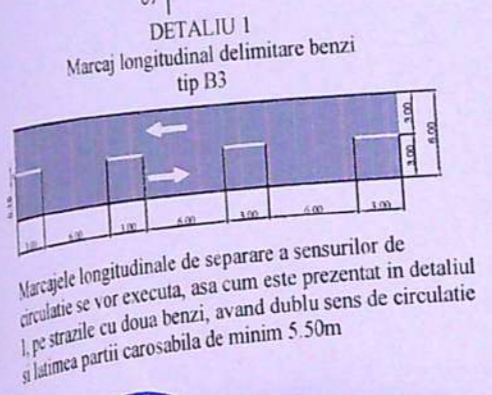 DETALIU 1
Marcaj longitudinal delimitare benzi
tip B3
3.00
3.00
6.00
6.00
3.00
6.00
3.00
6.00
3.00
Marcajele longitudinale de separare a sensurilor de
circulatie se vor executa, asa cum este prezentat in detaliul
1, pe strazile cu doua benzi, avand dublu sens de circulatie
si latimea partii carosabila de minim 5.50m